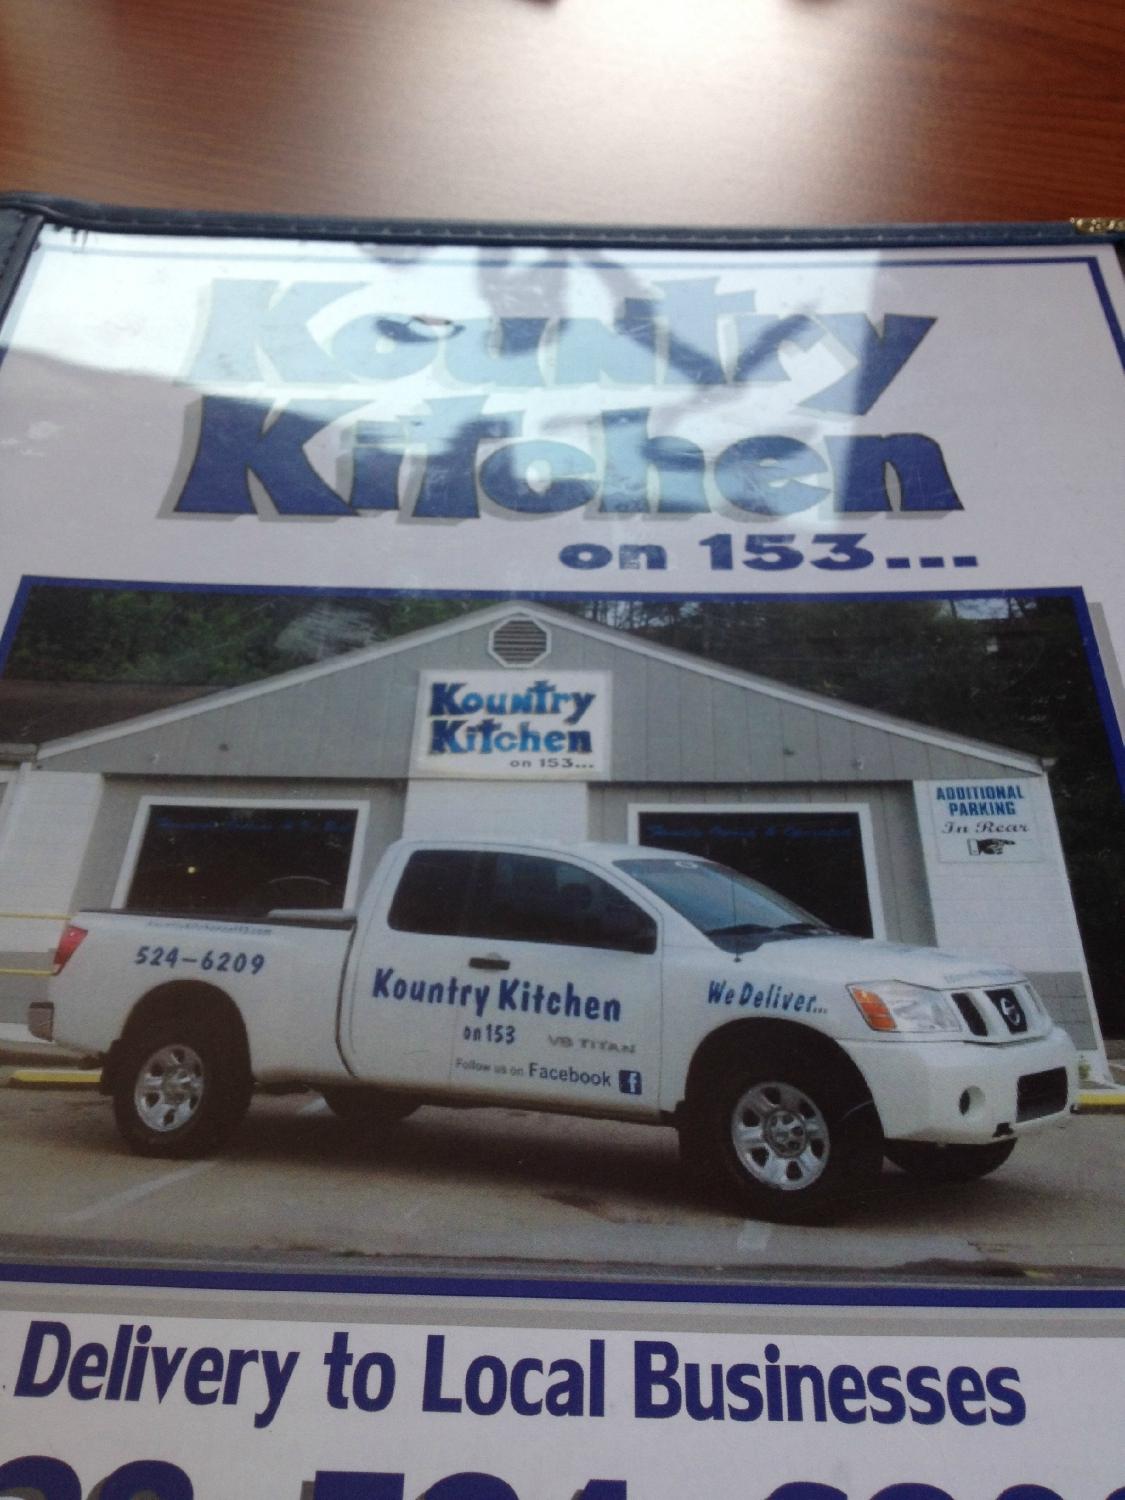 Kountry
Kitchen
on 153...
Kountry
Kitchen
on 153...
ADDITIONAL
PARKING
In Rear
524-6209
Kountry Kitchen
on 153
V8 TITAN
Follow us on Facebook f
We Deliver...
Delivery to Local Businesses